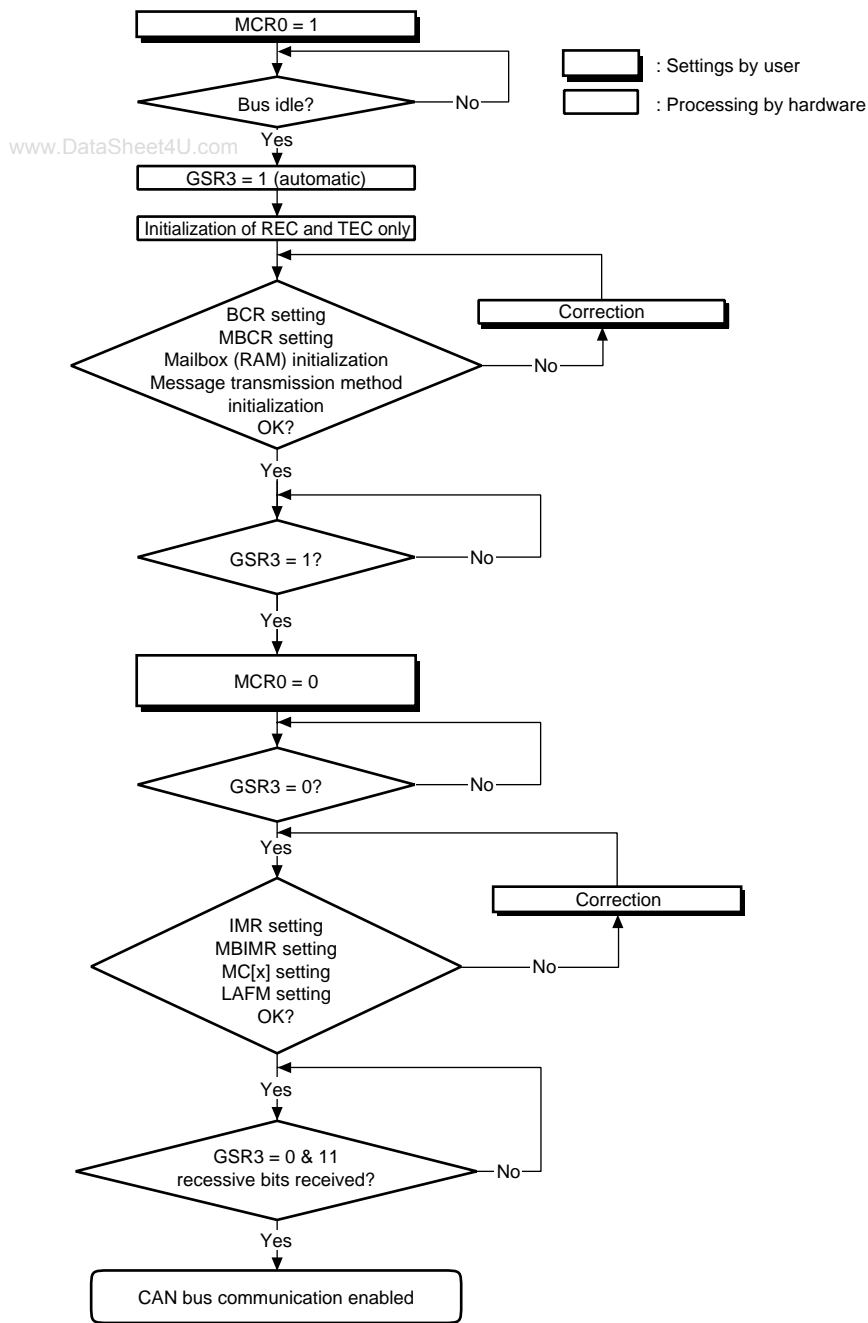 MCR0 = 1
: Settings by user
Bus idle?
No
: Processing by hardware
Yes
www.DataSheet4U.com
GSR3 = 1 (automatic)
Initialization of REC and TEC only
Correction
BCR setting
MBCR setting
Mailbox (RAM) initialization
Message transmission method
initialization
OK?
No
Yes
GSR3 = 1?
No
Yes
MCR0 = 0
GSR3 = 0?
No
Yes
Correction
IMR setting
MBIMR setting
MC[x] setting
LAFM setting
OK?
No
Yes
GSR3 = 0 & 11
recessive bits received?
No
Yes
CAN bus communication enabled